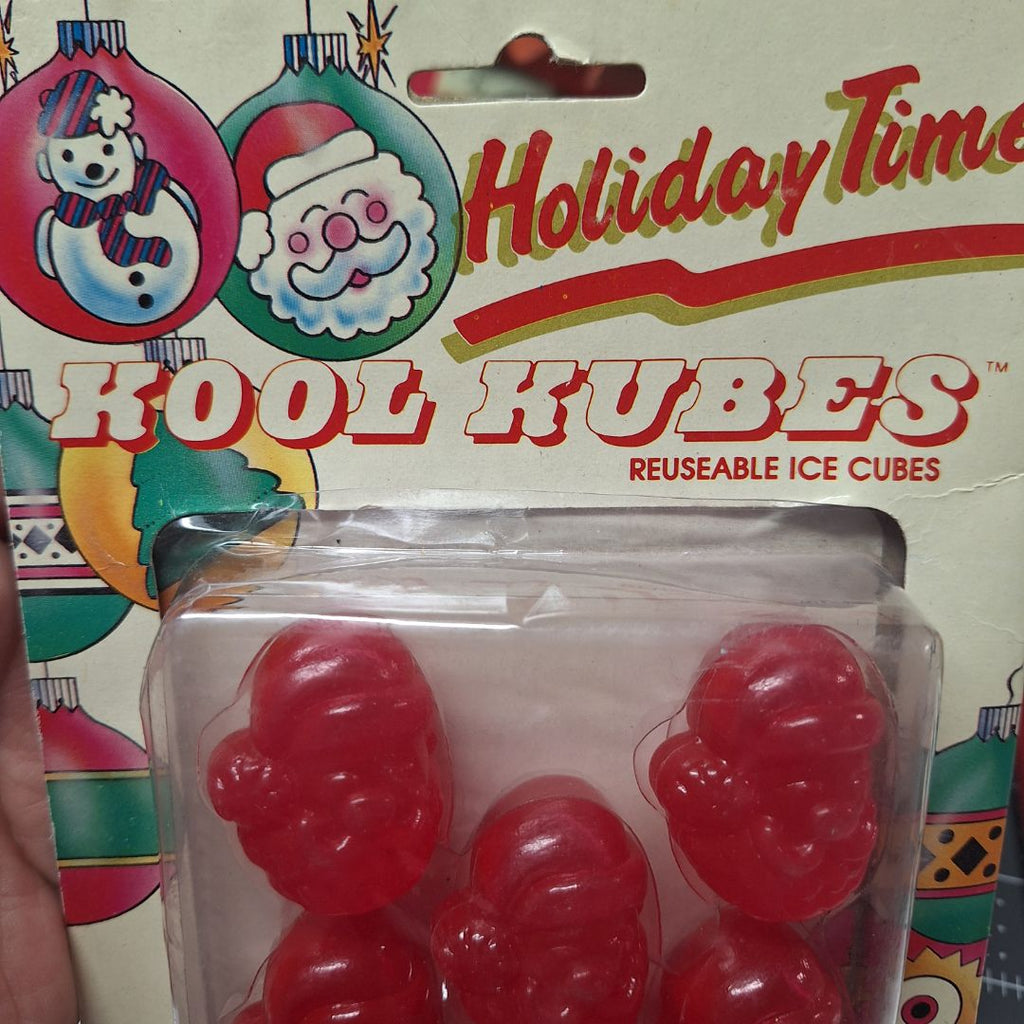 Holiday Time
KOOL KUBES™
REUSEABLE ICE CUBES